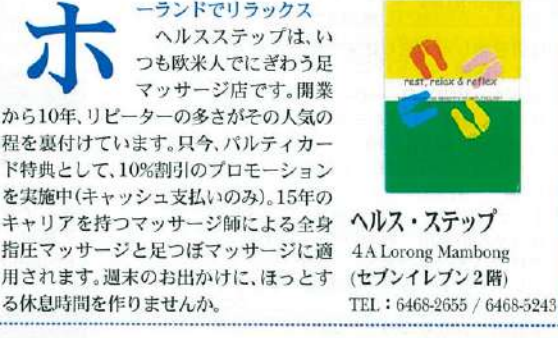 ホーランドでリラックス
ヘルスステップは、い
つも欧米人でにぎわう足
マッサージ店です。開業
から10年、リピーターの多さがその人気の
程を裏付けています。只今、パルティカー
ド特典として、10%割引のプロモーション
を実施中(キャッシュ支払いのみ)。15年の
キャリアを持つマッサージ師による全身
指圧マッサージと足つぼマッサージに適
用されます。週末のお出かけに、ほっとす
る休息時間を作りませんか。
rest, relax & reflex
ヘルス・ステップ
4A Lorong Mambong
(セブンイレブン2階)
TEL：6468-2655 / 6468-5243